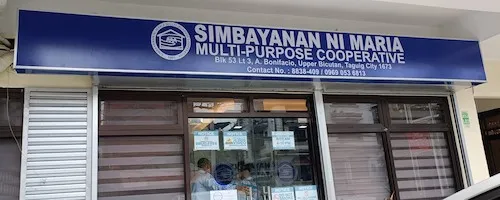 SIMBAYANAN NI MARIA
MULTI-PURPOSE COOPERATIVE
Blk 53 Lt 3, A. Bonifacio, Upper Bicutan, Taguig City 1673
Contact No. : 8838-409 / 0969 053 6813